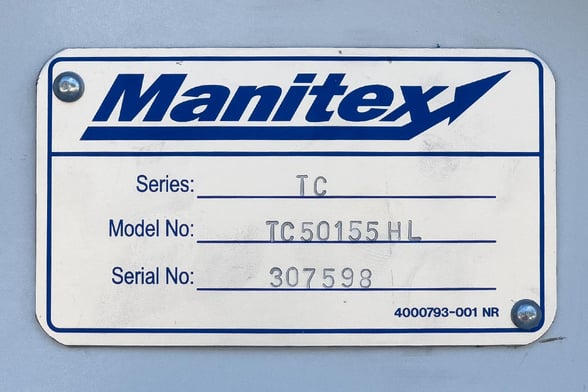 Manitex
Series: TC
Model No: TC50155HL
Serial No: 307598
4000793-001 NR